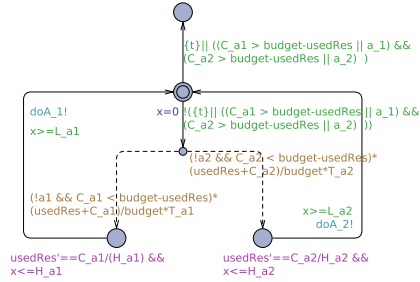 {t}|| ((C_a1 > budget-usedRes || a_1) &&
(C_a2 > budget-usedRes || a_2)  )
doA_1!
x=0
!({t}|| ((C_a1 > budget-usedRes || a_1) &&
(C_a2 > budget-usedRes || a_2)  ))
x>=L_a1
(!a2 && C_a2 < budget-usedRes)*
(usedRes+C_a2)/budget*T_a2
(!a1 && C_a1 < budget-usedRes)*
(usedRes+C_a1)/budget*T_a1
x>=L_a2
doA_2!
usedRes'==C_a1/(H_a1) &&
x<=H_a1
usedRes'==C_a2/H_a2 &&
x<=H_a2